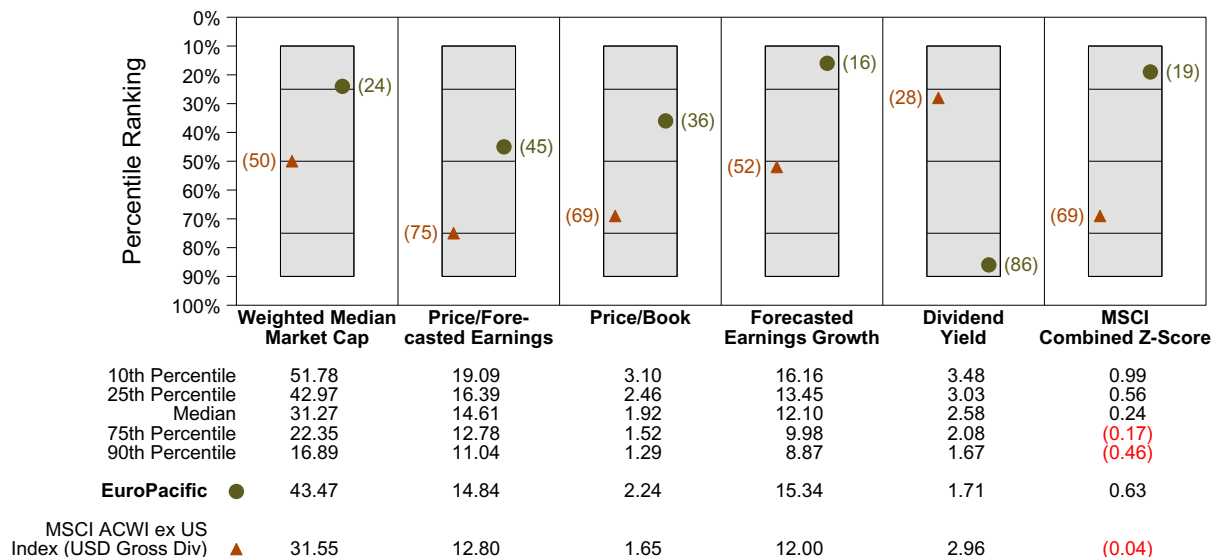 0%
10%
20%
30%
40%
50%
60%
70%
80%
90%
100%
Percentile Ranking
(24)
(50)
(45)
(75)
(36)
(69)
(16)
(52)
(28)
(86)
(19)
(69)
Weighted Median
Market Cap
Price/Fore-
casted Earnings
Price/Book
Forecasted
Earnings Growth
Dividend
Yield
MSCI
Combined Z-Score
10th Percentile 51.78 19.09 3.10 16.16 3.48 0.99
25th Percentile 42.97 16.39 2.46 13.45 3.03 0.56
Median 31.27 14.61 1.92 12.10 2.58 0.24
75th Percentile 22.35 12.78 1.52 9.98 2.08 (0.17)
90th Percentile 16.89 11.04 1.29 8.87 1.67 (0.46)
EuroPacific 43.47 14.84 2.24 15.34 1.71 0.63
MSCI ACWI ex US
Index (USD Gross Div) 31.55 12.80 1.65 12.00 2.96 (0.04)